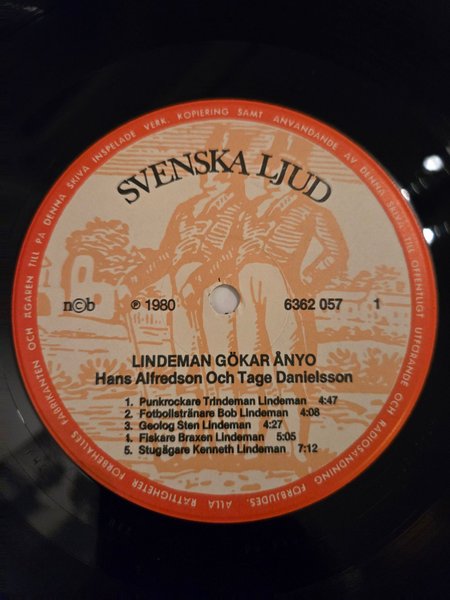 FABRIKANTEN OCH ÄGAREN TILL PÅ DENNA SKIVA INSPELADE VERK. KOPIERING SAMT ANVÄNDANDE AV DENNA SKIVA TILL OFFENTLIGT UTFÖRANDE OCH RADIOSÄNDNING FÖRBJUDES. ALLA RÄTTIGHETER FÖRBEHÅLLES
SVENSKA LJUD
n©b ℗ 1980 6362 057 1
LINDEMAN GÖKAR ÅNYO
Hans Alfredson Och Tage Danielsson
1. Punkrockare Trindeman Lindeman 4:47
2. Fotbollstränare Bob Lindeman 4:08
3. Geolog Sten Lindeman 4:27
4. Fiskare Braxen Lindeman 5:05
5. Stugägare Kenneth Lindeman 7:12